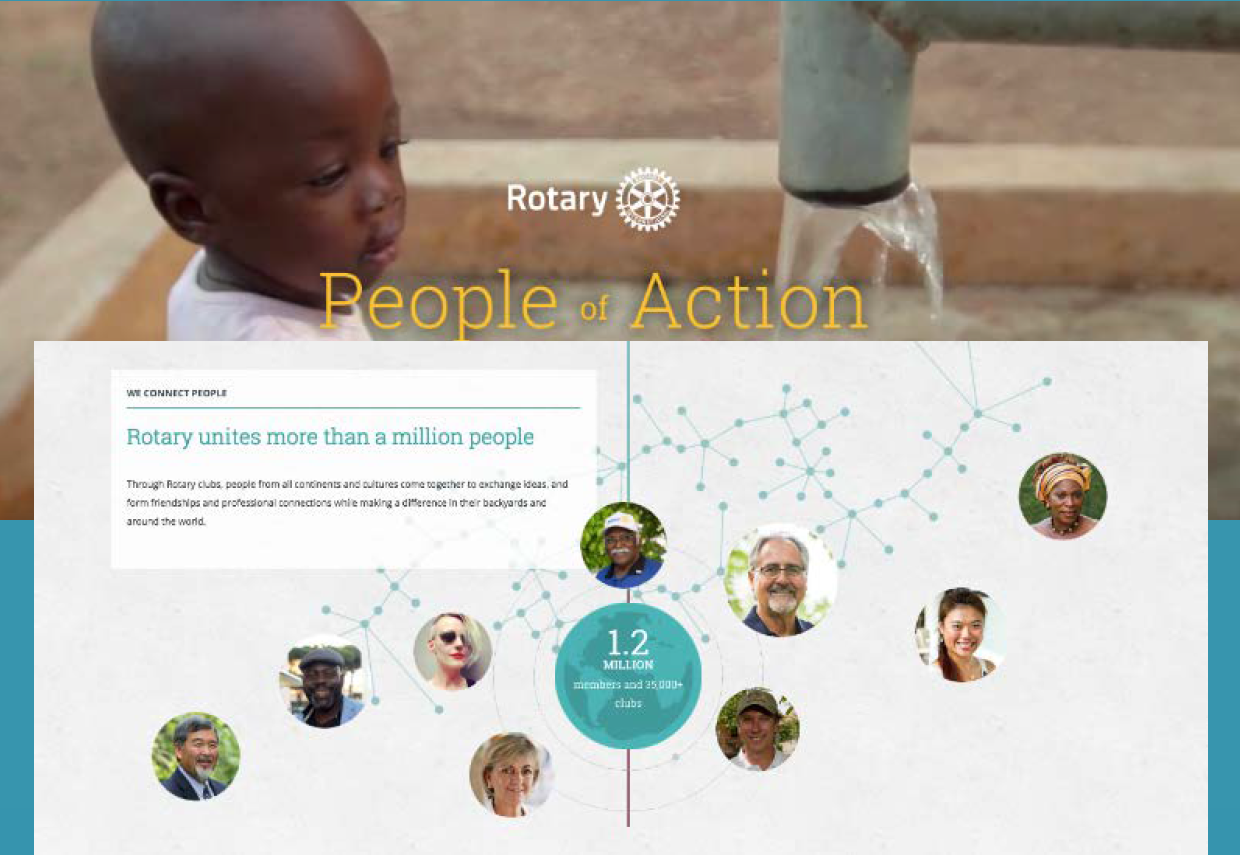 Rotary
People of Action
WE CONNECT PEOPLE
Rotary unites more than a million people
Through Rotary clubs, people from all continents and cultures come together to exchange ideas, and
form friendships and professional connections while making a difference in their backyards and
around the world.
1.2
MILLION
members and 35,000+
clubs